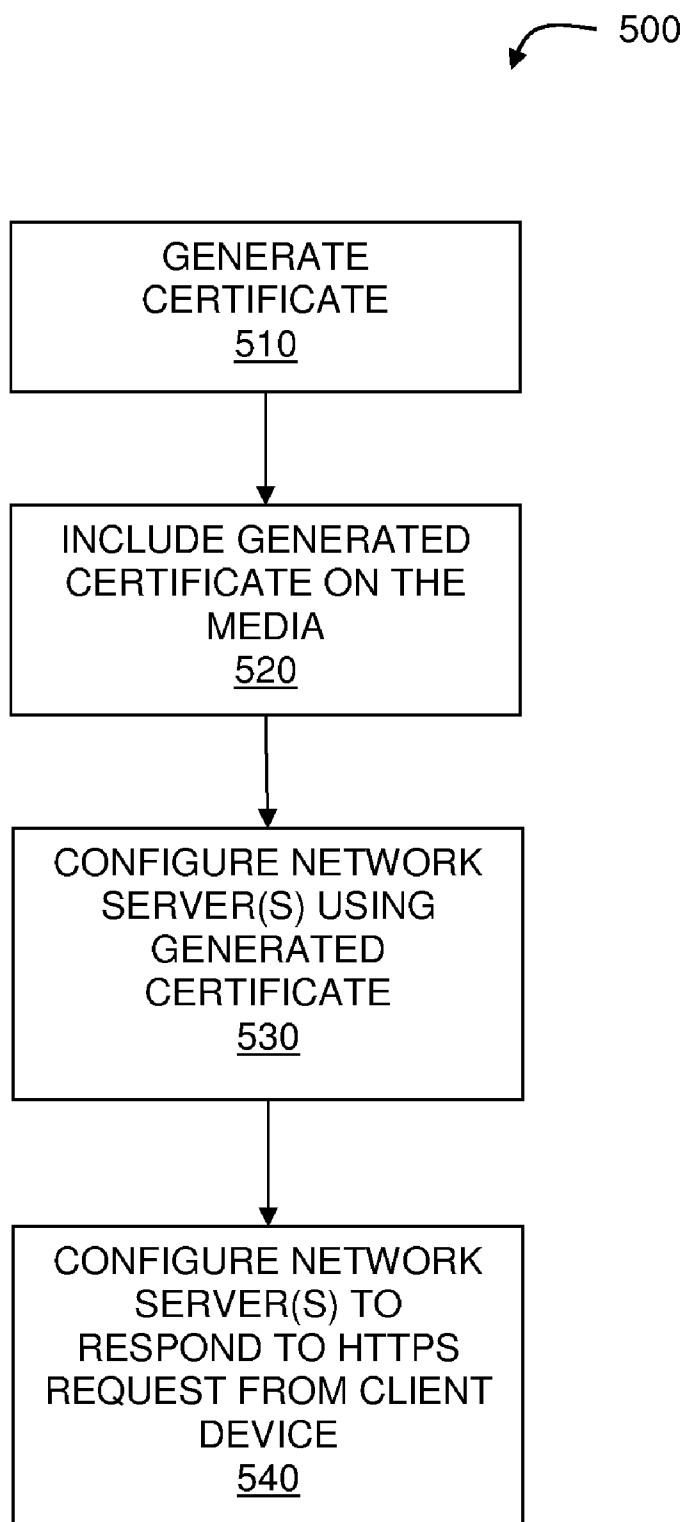 500
GENERATE
CERTIFICATE
510
INCLUDE GENERATED
CERTIFICATE ON THE
MEDIA
520
CONFIGURE NETWORK
SERVER(S) USING
GENERATED
CERTIFICATE
530
CONFIGURE NETWORK
SERVER(S) TO
RESPOND TO HTTPS
REQUEST FROM CLIENT
DEVICE
540